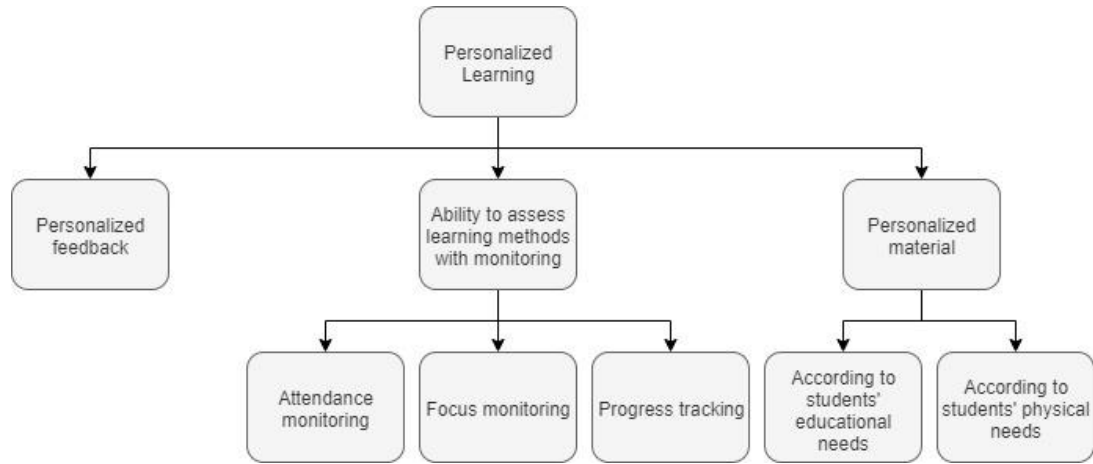 Personalized
Learning
Personalized
feedback
Ability to assess
learning methods
with monitoring
Personalized
material
Attendance
monitoring
Focus monitoring
Progress tracking
According to
students'
educational
needs
According to
students' physical
needs